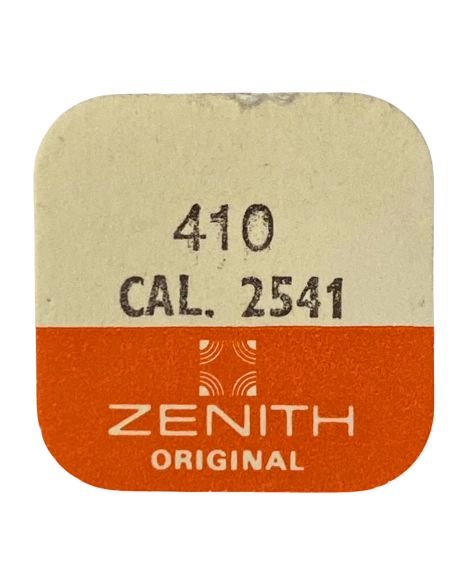 410
CAL. 2541
ZENITH
ORIGINAL